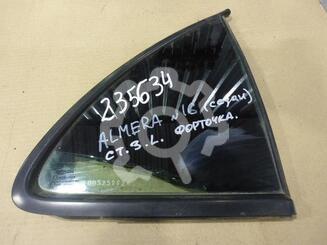 235634
ALMERA N16 (седан)
СТ. З. L. ФОРТОЧКА.